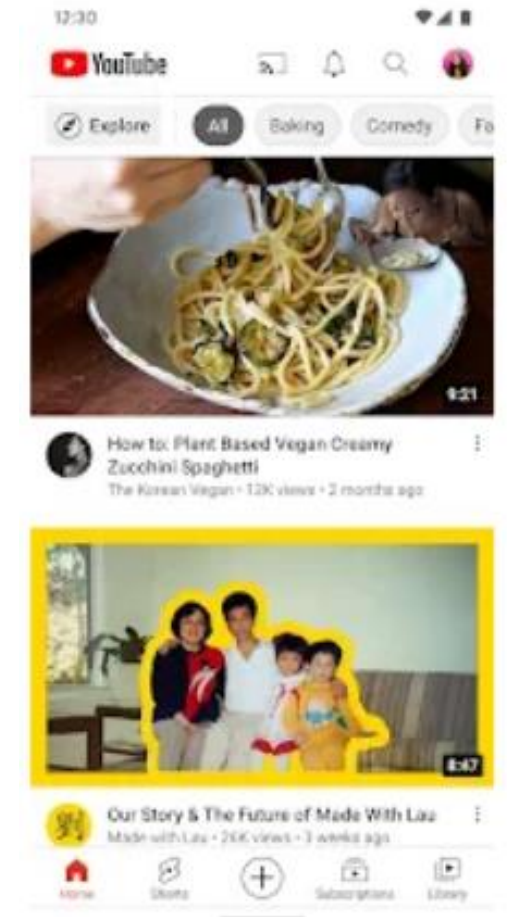 12:30
YouTube
Explore All Baking Comedy Fo
9:21
How to: Plant Based Vegan Creamy
Zucchini Spaghetti
The Korean Vegan • 12K views • 2 months ago
8:47
Our Story & The Future of Made With Lau
Made with Lau • 26K views • 3 weeks ago
Home Shorts Subscriptions Library